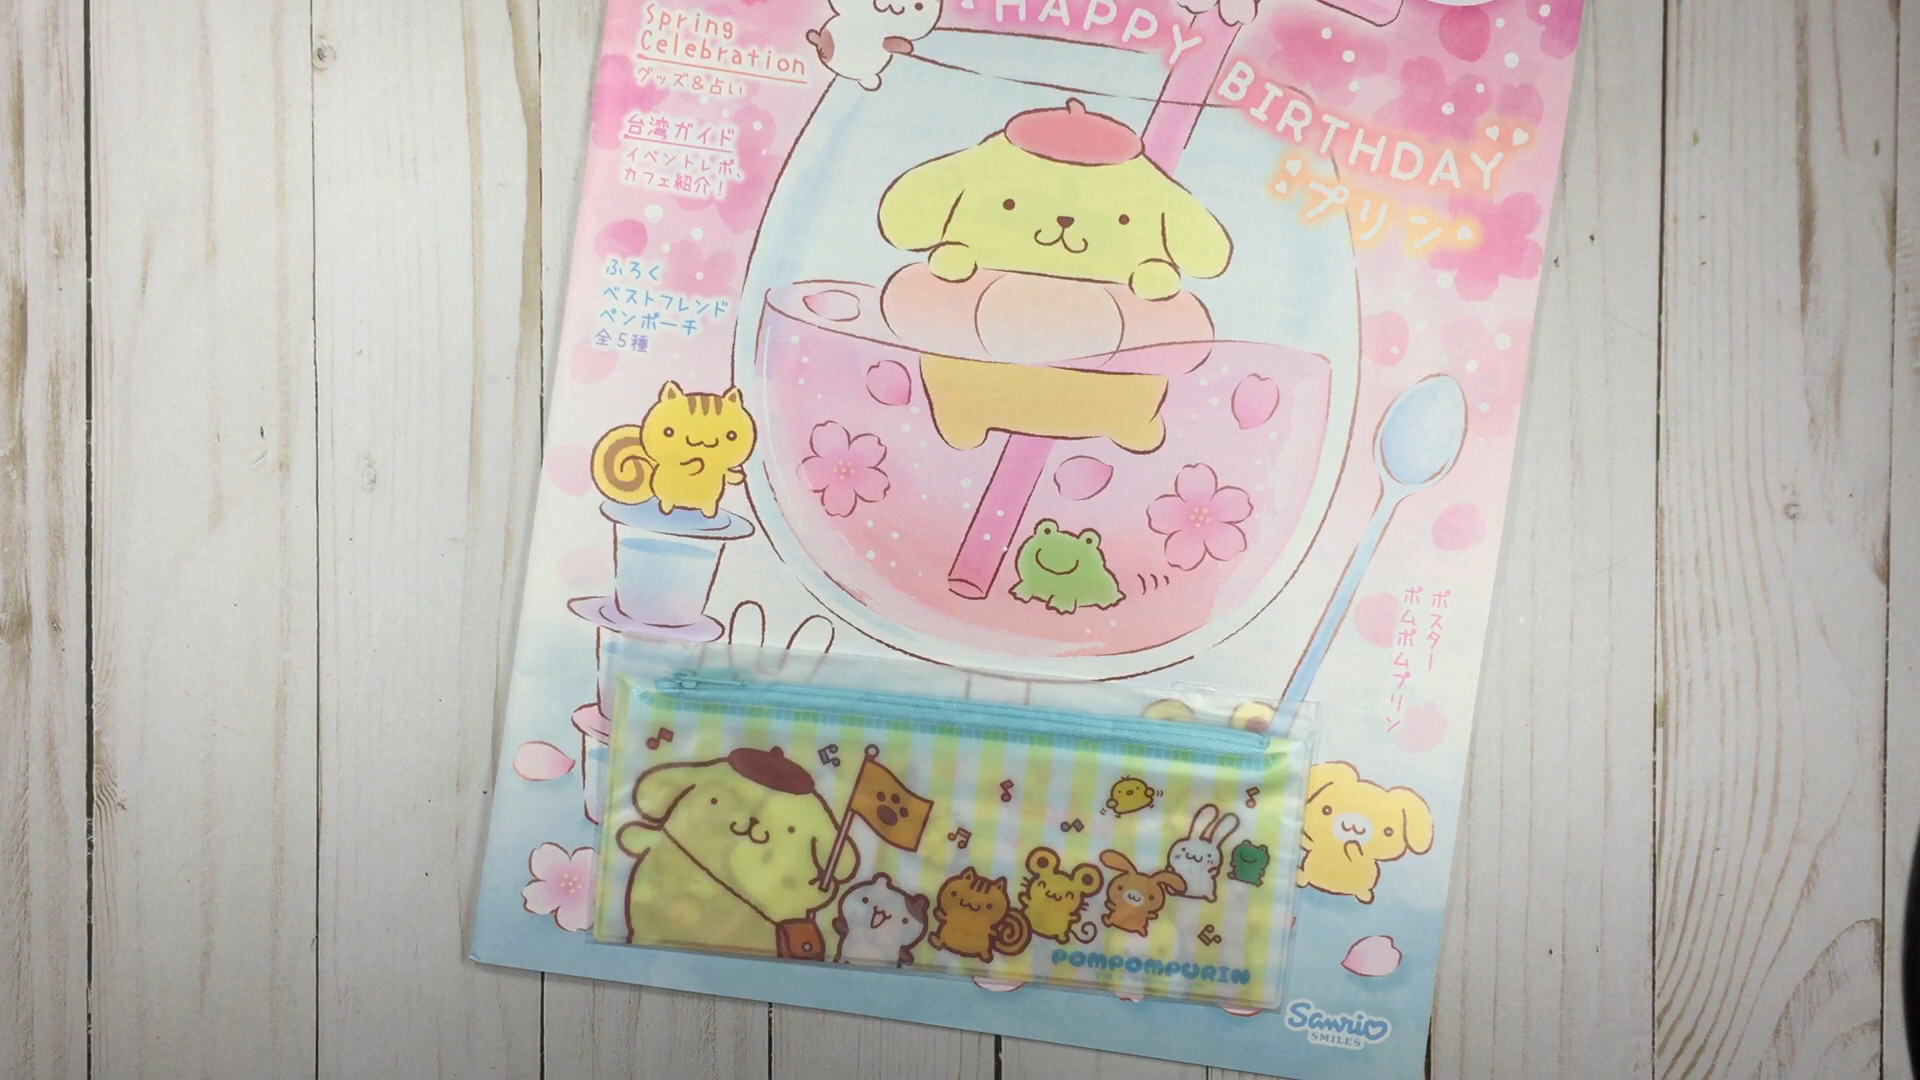 Spring
Celebration
グッズ&占い
台湾ガイド
イベントレポ、
カフェ紹介!
HAPPY BIRTHDAY
プリン
ふろく
ベストフレンド
ペンポーチ
全5種
ポスター
ポムポムプリン
POMPOMPURIN
Sanrio
SMILES